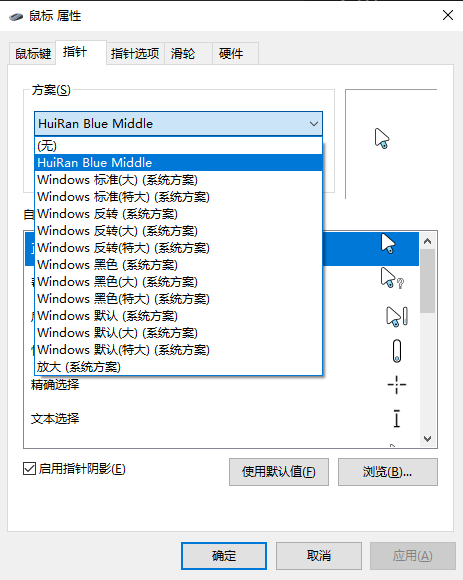 鼠标 属性
鼠标键 指针 指针选项 滑轮 硬件
方案(S)
HuiRan Blue Middle
(无)
HuiRan Blue Middle
Windows 标准(大) (系统方案)
Windows 标准(特大) (系统方案)
Windows 反转 (系统方案)
Windows 反转(大) (系统方案)
Windows 反转(特大) (系统方案)
Windows 黑色 (系统方案)
Windows 黑色(大) (系统方案)
Windows 黑色(特大) (系统方案)
Windows 默认 (系统方案)
Windows 默认(大) (系统方案)
Windows 默认(特大) (系统方案)
放大 (系统方案)
精确选择
文本选择
启用指针阴影(E)
使用默认值(F) 浏览(B)...
确定 取消 应用(A)